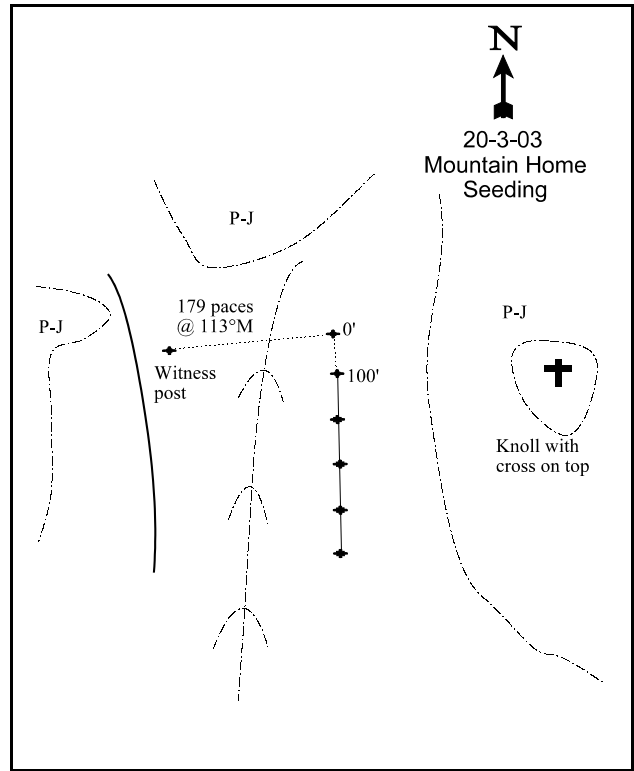 N
20-3-03
Mountain Home
Seeding
P-J
P-J
179 paces
@ 113°M
0'
P-J
Witness
post
100'
Knoll with
cross on top